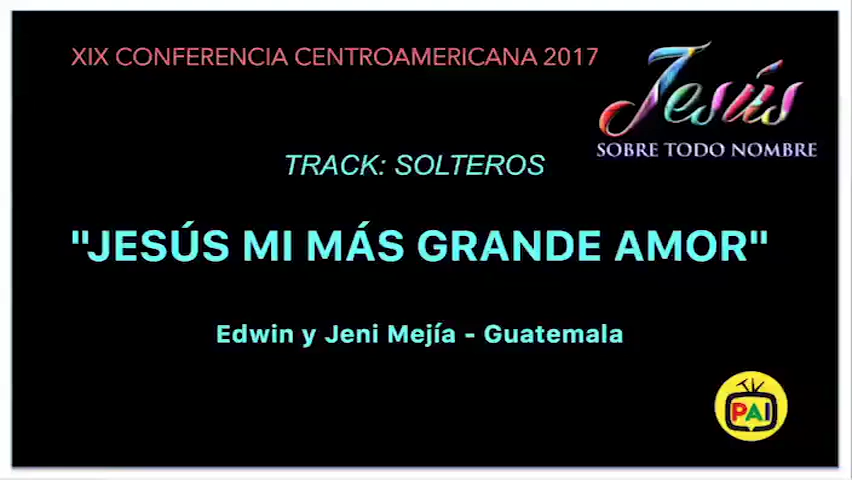 XIX CONFERENCIA CENTROAMERICANA 2017
Jesús
SOBRE TODO NOMBRE
TRACK: SOLTEROS
"JESÚS MI MÁS GRANDE AMOR"
Edwin y Jeni Mejía - Guatemala
TV
PAI